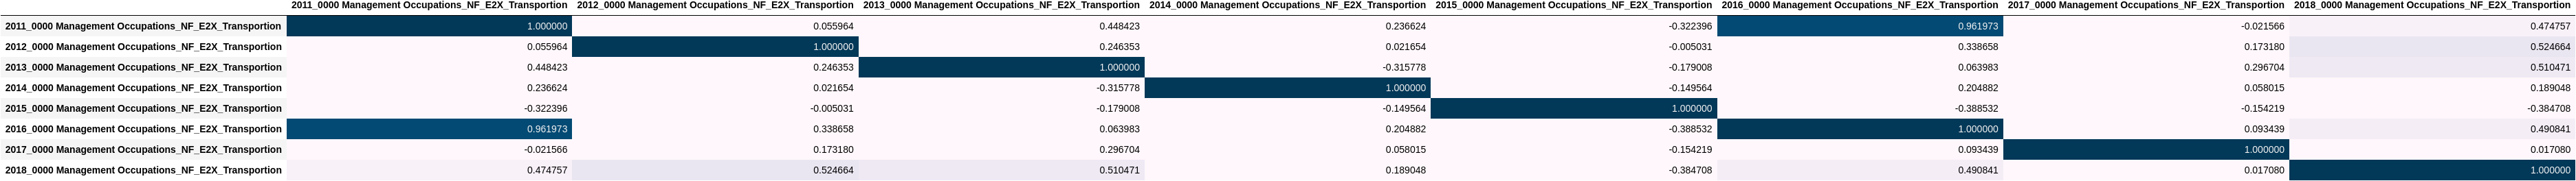 2011_0000 Management Occupations_NF_E2X_Transportion 2012_0000 Management Occupations_NF_E2X_Transportion 2013_0000 Management Occupations_NF_E2X_Transportion 2014_0000 Management Occupations_NF_E2X_Transportion 2015_0000 Management Occupations_NF_E2X_Transportion 2016_0000 Management Occupations_NF_E2X_Transportion 2017_0000 Management Occupations_NF_E2X_Transportion 2018_0000 Management Occupations_NF_E2X_Transportion
2011_0000 Management Occupations_NF_E2X_Transportion 1.000000 0.055964 0.448423 0.236624 -0.322396 0.961973 -0.021566 0.474757
2012_0000 Management Occupations_NF_E2X_Transportion 0.055964 1.000000 0.246353 0.021654 -0.005031 0.338658 0.173180 0.524664
2013_0000 Management Occupations_NF_E2X_Transportion 0.448423 0.246353 1.000000 -0.315778 -0.179008 0.063983 0.296704 0.510471
2014_0000 Management Occupations_NF_E2X_Transportion 0.236624 0.021654 -0.315778 1.000000 -0.149564 0.204882 0.058015 0.189048
2015_0000 Management Occupations_NF_E2X_Transportion -0.322396 -0.005031 -0.179008 -0.149564 1.000000 -0.388532 -0.154219 -0.384708
2016_0000 Management Occupations_NF_E2X_Transportion 0.961973 0.338658 0.063983 0.204882 -0.388532 1.000000 0.093439 0.490841
2017_0000 Management Occupations_NF_E2X_Transportion -0.021566 0.173180 0.296704 0.058015 -0.154219 0.093439 1.000000 0.017080
2018_0000 Management Occupations_NF_E2X_Transportion 0.474757 0.524664 0.510471 0.189048 -0.384708 0.490841 0.017080 1.000000